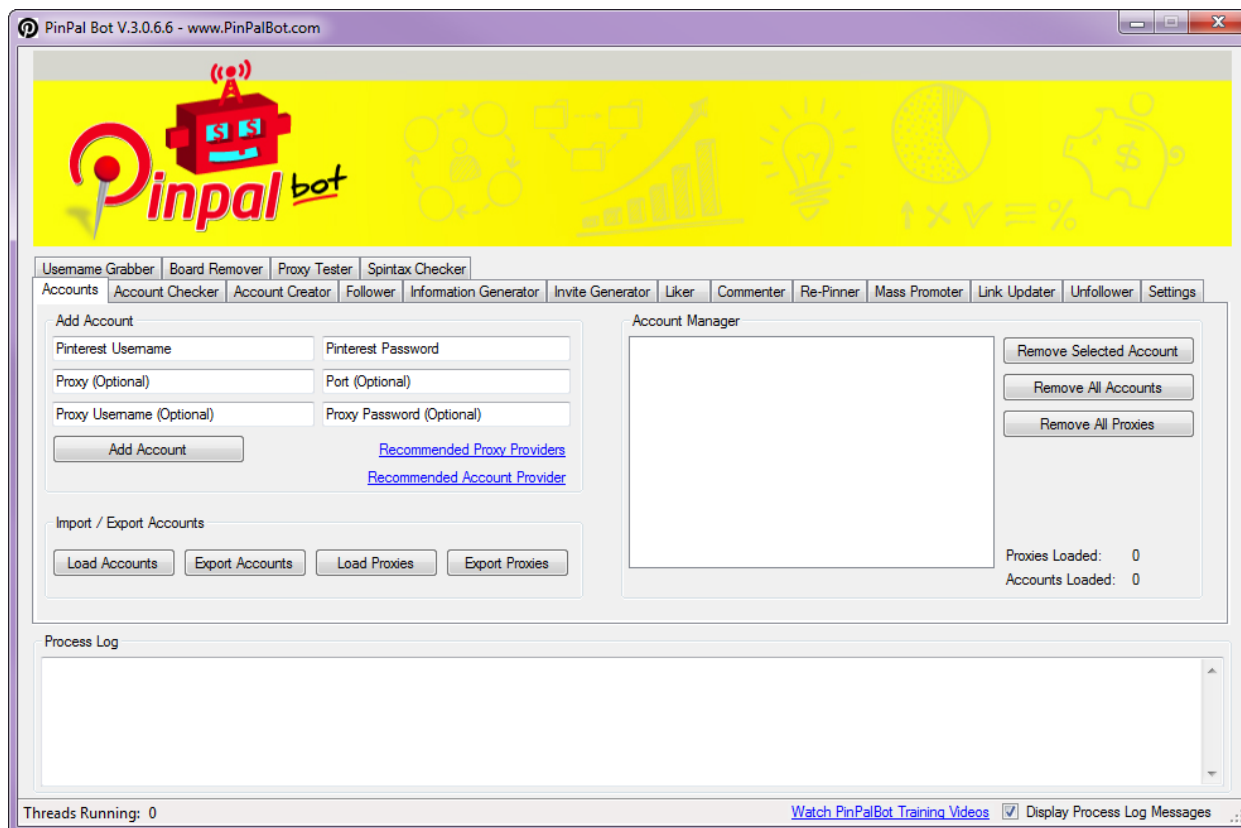 PinPal Bot V.3.0.6.6 - www.PinPalBot.com
$ $
Pinpal bot
$
%
Username Grabber Board Remover Proxy Tester Spintax Checker
Accounts Account Checker Account Creator Follower Information Generator Invite Generator Liker Commenter Re-Pinner Mass Promoter Link Updater Unfollower Settings
Add Account Account Manager
Pinterest Username Pinterest Password Remove Selected Account
Proxy (Optional) Port (Optional) Remove All Accounts
Proxy Username (Optional) Proxy Password (Optional) Remove All Proxies
Add Account Recommended Proxy Providers
Recommended Account Provider
Import / Export Accounts
Load Accounts Export Accounts Load Proxies Export Proxies Proxies Loaded: 0
Accounts Loaded: 0
Process Log
Threads Running: 0 Watch PinPalBot Training Videos Display Process Log Messages